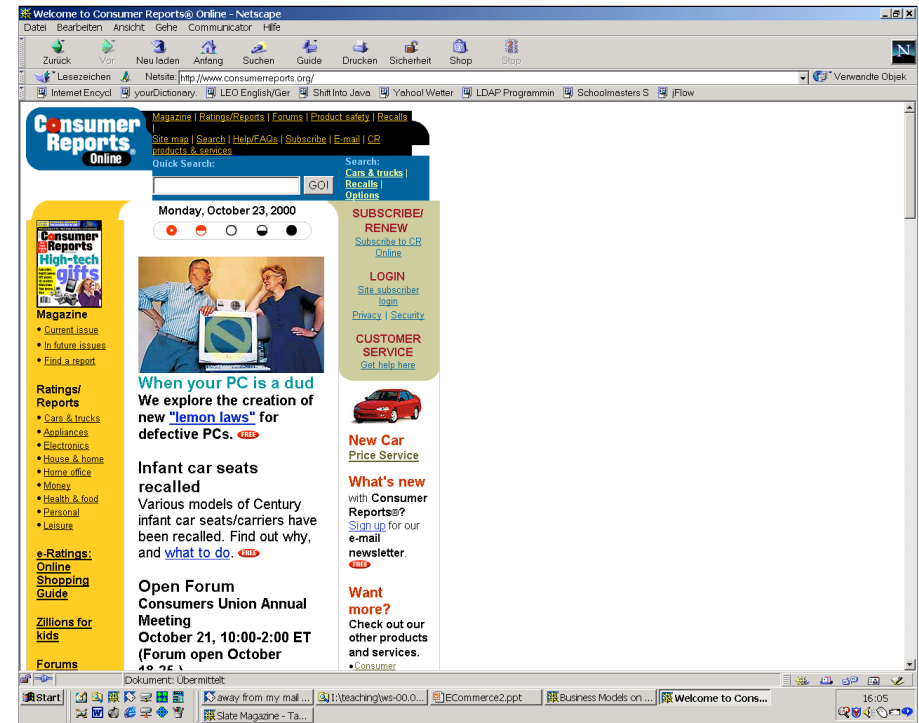 Welcome to Consumer Reports® Online - Netscape
Datei Bearbeiten Ansicht Gehe Communicator Hilfe
Zurück Vor Neu laden Anfang Suchen Guide Drucken Sicherheit Shop Stop
Lesezeichen Netsite: http://www.consumerreports.org/ Verwandte Objek
Internet Encycl yourDictionary. LEO English/Ger Shift Into Java Yahoo! Wetter LDAP Programmin Schoolmasters S jFlow
Consumer
Reports®
Online
Magazine | Ratings/Reports | Forums | Product safety | Recalls
|
Site map | Search | Help/FAQs | Subscribe | E-mail | CR
products & services
Quick Search:
GO!
Search:
Cars & trucks |
Recalls |
Options
Consumer
Reports
High-tech
gifts
Magazine
• Current issue
• In future issues
• Find a report
Ratings/
Reports
• Cars & trucks
• Appliances
• Electronics
• House & home
• Home office
• Money
• Health & food
• Personal
• Leisure
e-Ratings:
Online
Shopping
Guide
Zillions for
kids
Forums
Monday, October 23, 2000
When your PC is a dud
We explore the creation of
new "lemon laws" for
defective PCs. FREE
Infant car seats
recalled
Various models of Century
infant car seats/carriers have
been recalled. Find out why,
and what to do. FREE
Open Forum
Consumers Union Annual
Meeting
October 21, 10:00-2:00 ET
(Forum open October
18-25.)
SUBSCRIBE/
RENEW
Subscribe to CR
Online
LOGIN
Site subscriber
login
Privacy | Security
CUSTOMER
SERVICE
Get help here
New Car
Price Service
What's new
with Consumer
Reports®?
Sign up for our
e-mail
newsletter.
FREE
Want
more?
Check out our
other products
and services.
•Consumer
Dokument: Übermittelt
Start away from my mail ... I:\teaching\ws-00.0... ECommerce2.ppt Business Models on ... Welcome to Cons... 16:05
Slate Magazine - Ta...